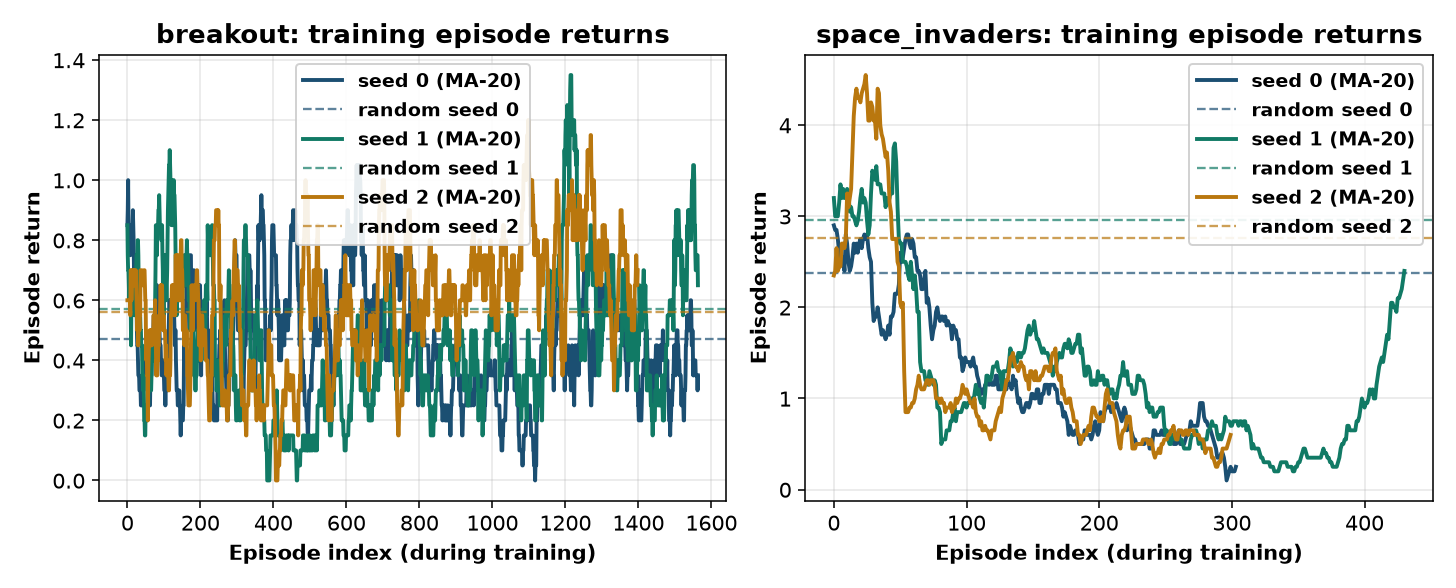 breakout: training episode returns
Episode return
1.4
1.2
1.0
0.8
0.6
0.4
0.2
0.0
seed 0 (MA-20)
random seed 0
seed 1 (MA-20)
random seed 1
seed 2 (MA-20)
random seed 2
0 200 400 600 800 1000 1200 1400 1600
Episode index (during training)
space_invaders: training episode returns
Episode return
4
3
2
1
0
seed 0 (MA-20)
random seed 0
seed 1 (MA-20)
random seed 1
seed 2 (MA-20)
random seed 2
0 100 200 300 400
Episode index (during training)